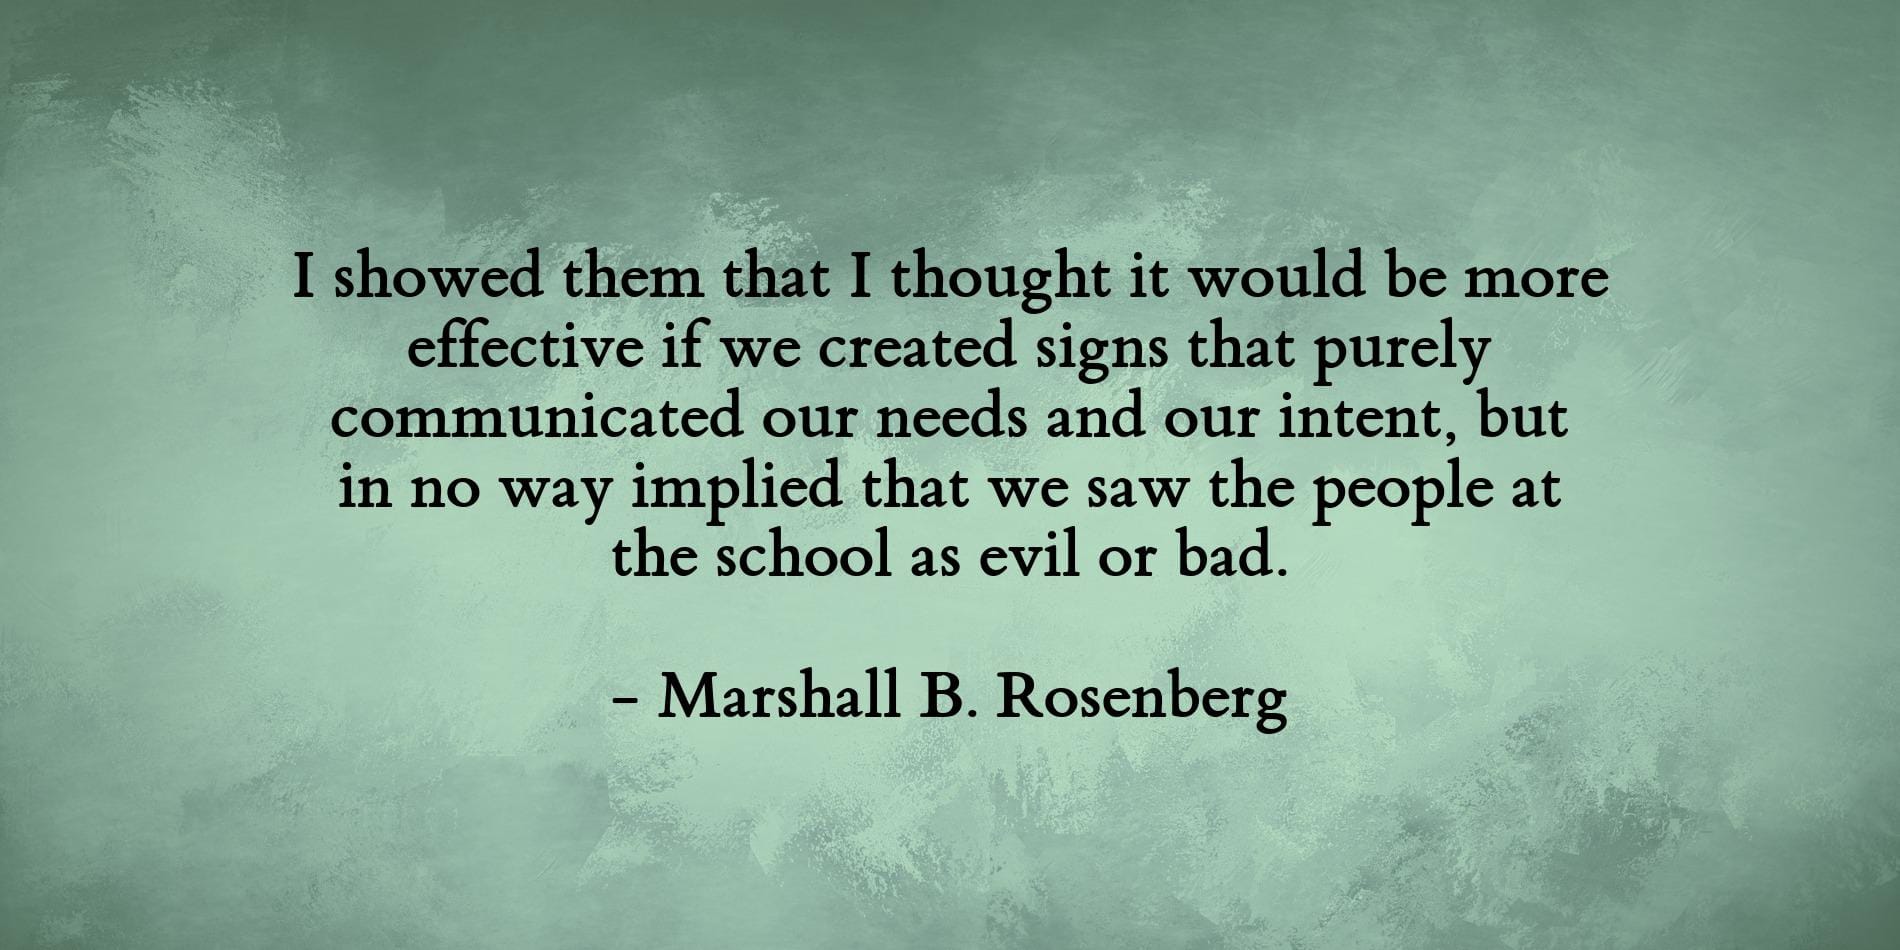 I showed them that I thought it would be more
effective if we created signs that purely
communicated our needs and our intent, but
in no way implied that we saw the people at
the school as evil or bad.
– Marshall B. Rosenberg